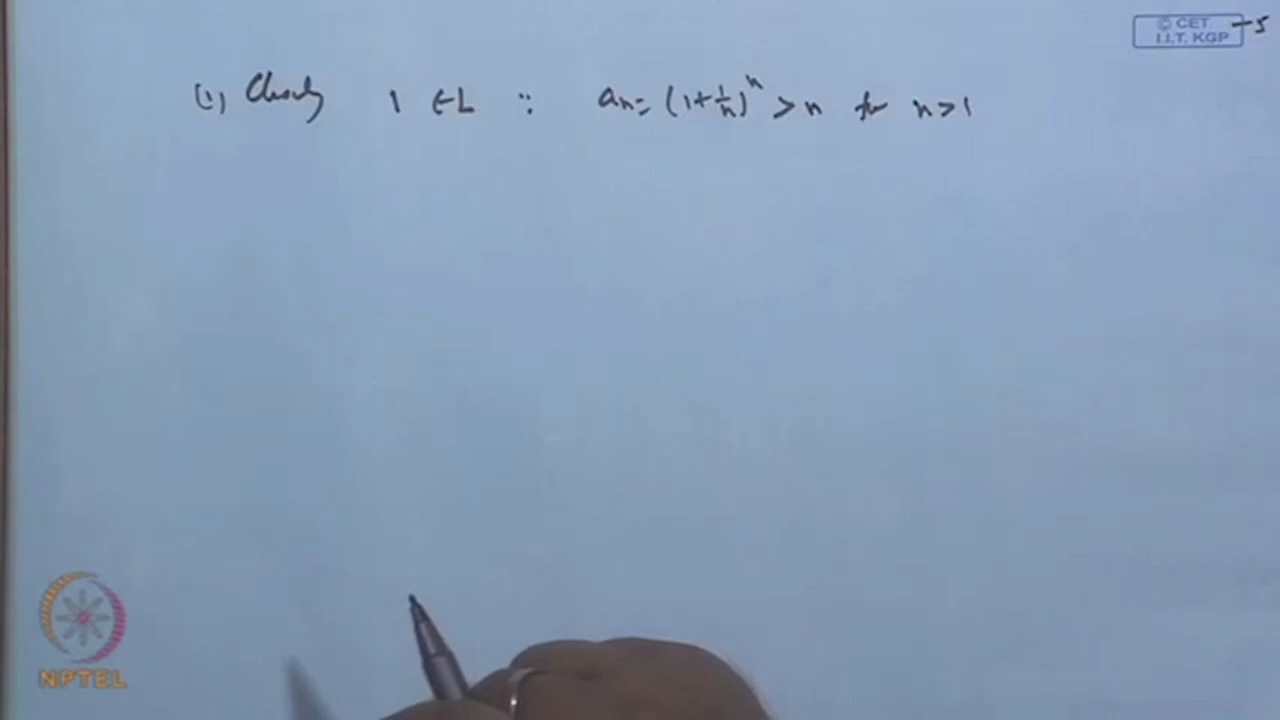 © CET
I.I.T. KGP
-5
(i) Clearly 1 ∈ L ∵ an = (1+1/n)^n > n for n>1
NPTEL